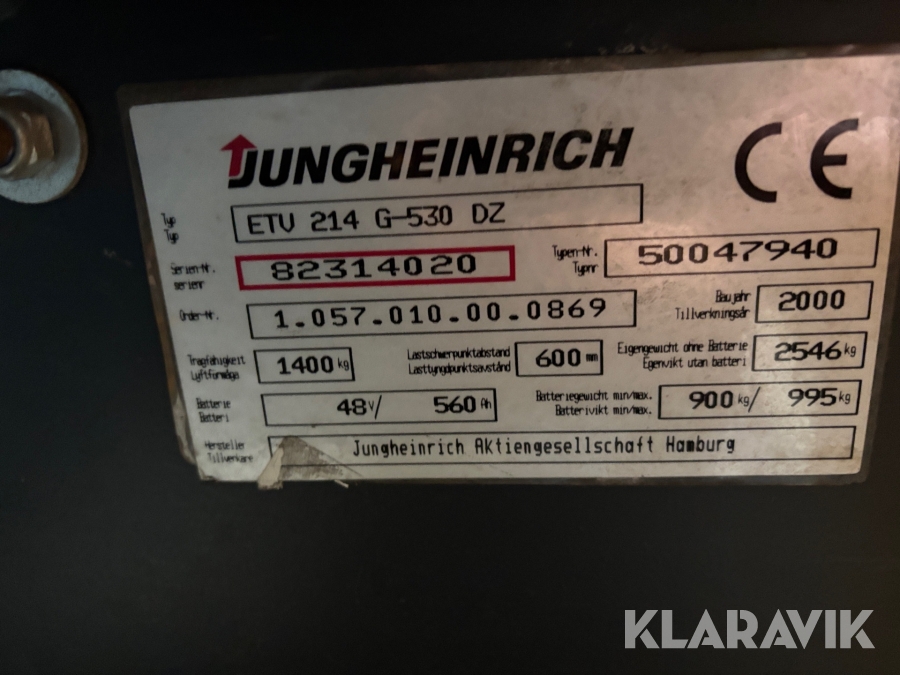 JUNGHEINRICH
CE
Typ
Typ
ETV 214 G-530 DZ
Serien-Nr.
serienr
82314020
Typen-Nr.
Typnr
50047940
Order-Nr.
1.057.010.00.0869
Baujahr
Tillverkningsår
2000
Tragfähigkeit
Lyftförmåga
1400 kg
Lastschwerpunktabstand
Lasttyngdpunktsavstånd
600 mm
Eigengewicht ohne Batterie
Egenvikt utan batteri
2546 kg
Batterie
Batteri
48 V/ 560 Ah
Batteriegewicht min/max.
Batterivikt min/max.
900 kg/ 995 kg
Hersteller
Tillverkare
Jungheinrich Aktiengesellschaft Hamburg
KLARAVIK